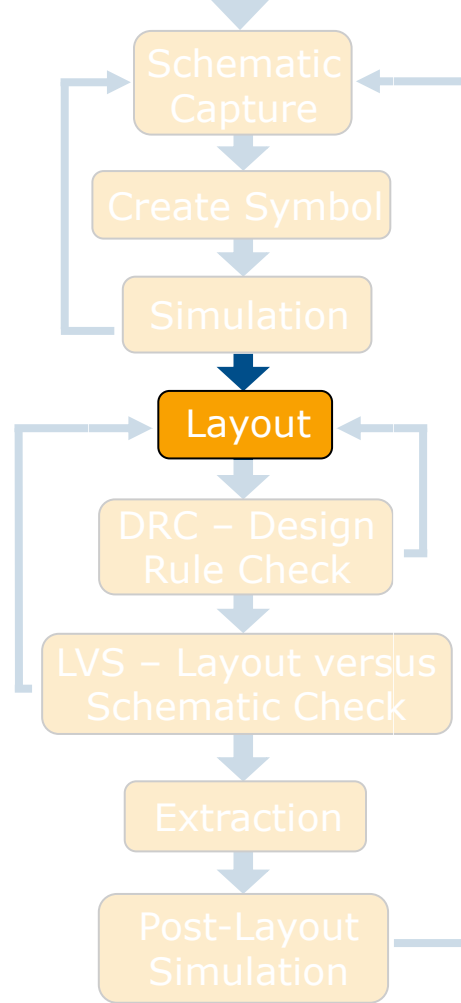 Schematic
Capture
Create Symbol
Simulation
Layout
DRC – Design
Rule Check
LVS – Layout versus
Schematic Check
Extraction
Post-Layout
Simulation